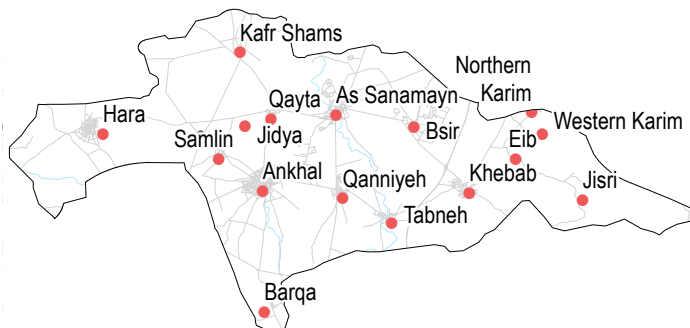 Kafr Shams
Northern
Karim
Hara
Qayta
As Sanamayn
Western Karim
Samlin
Jidya
Bsir
Eib
Ankhal
Qanniyeh
Khebab
Jisri
Tabneh
Barqa